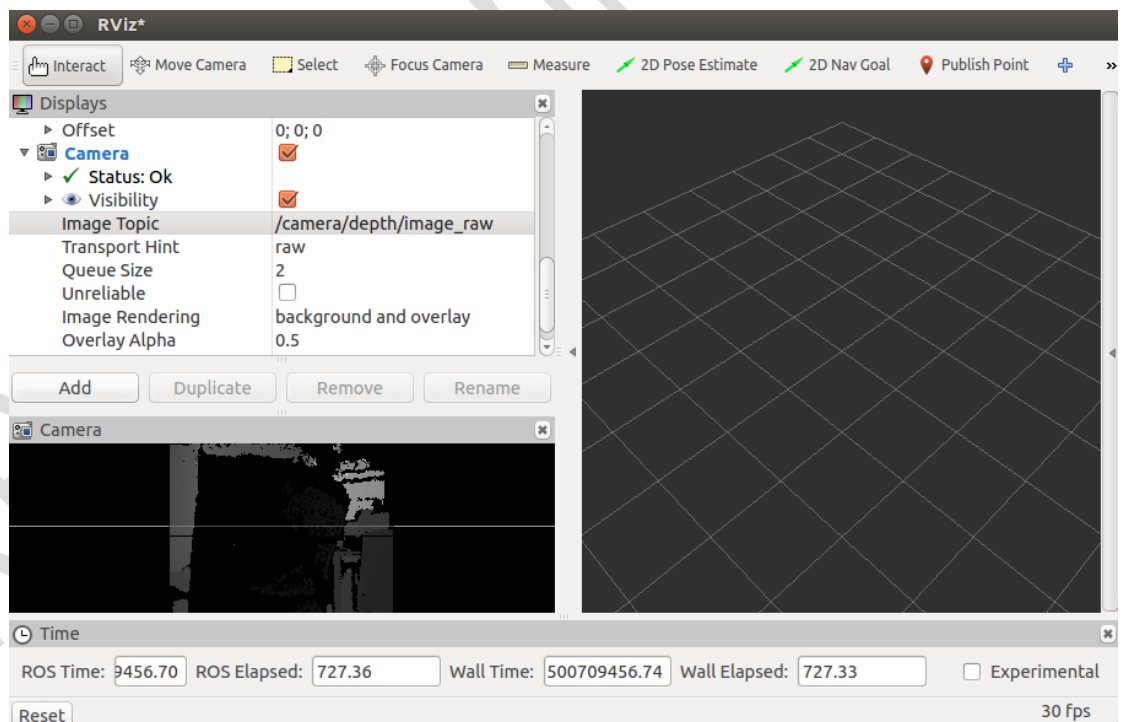 RViz*
Interact Move Camera Select Focus Camera Measure 2D Pose Estimate 2D Nav Goal Publish Point »
Displays
Offset 0; 0; 0
Camera
Status: Ok
Visibility
Image Topic /camera/depth/image_raw
Transport Hint raw
Queue Size 2
Unreliable
Image Rendering background and overlay
Overlay Alpha 0.5
Add Duplicate Remove Rename
Camera
Time
ROS Time: 9456.70 ROS Elapsed: 727.36 Wall Time: 500709456.74 Wall Elapsed: 727.33 Experimental
Reset 30 fps